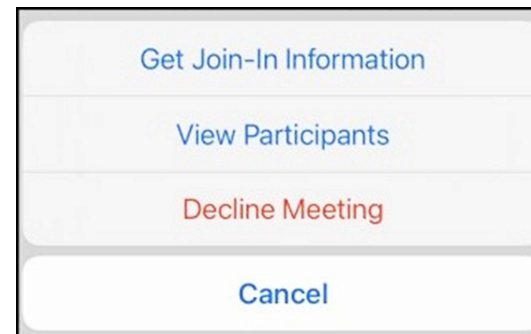 Get Join-In Information
View Participants
Decline Meeting
Cancel